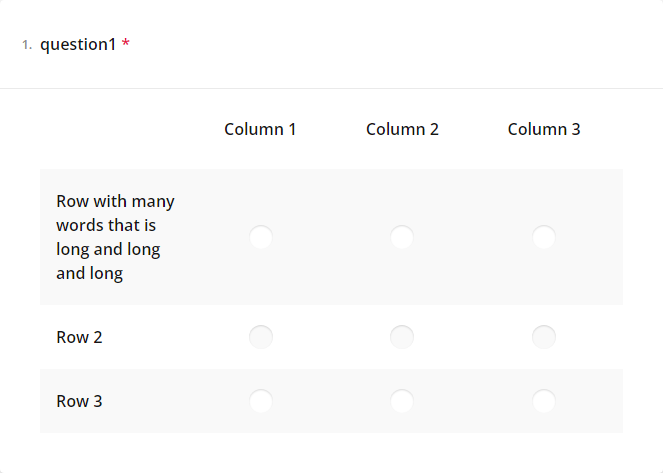 1. question1 *
Column 1 Column 2 Column 3
Row with many
words that is
long and long
and long
Row 2
Row 3